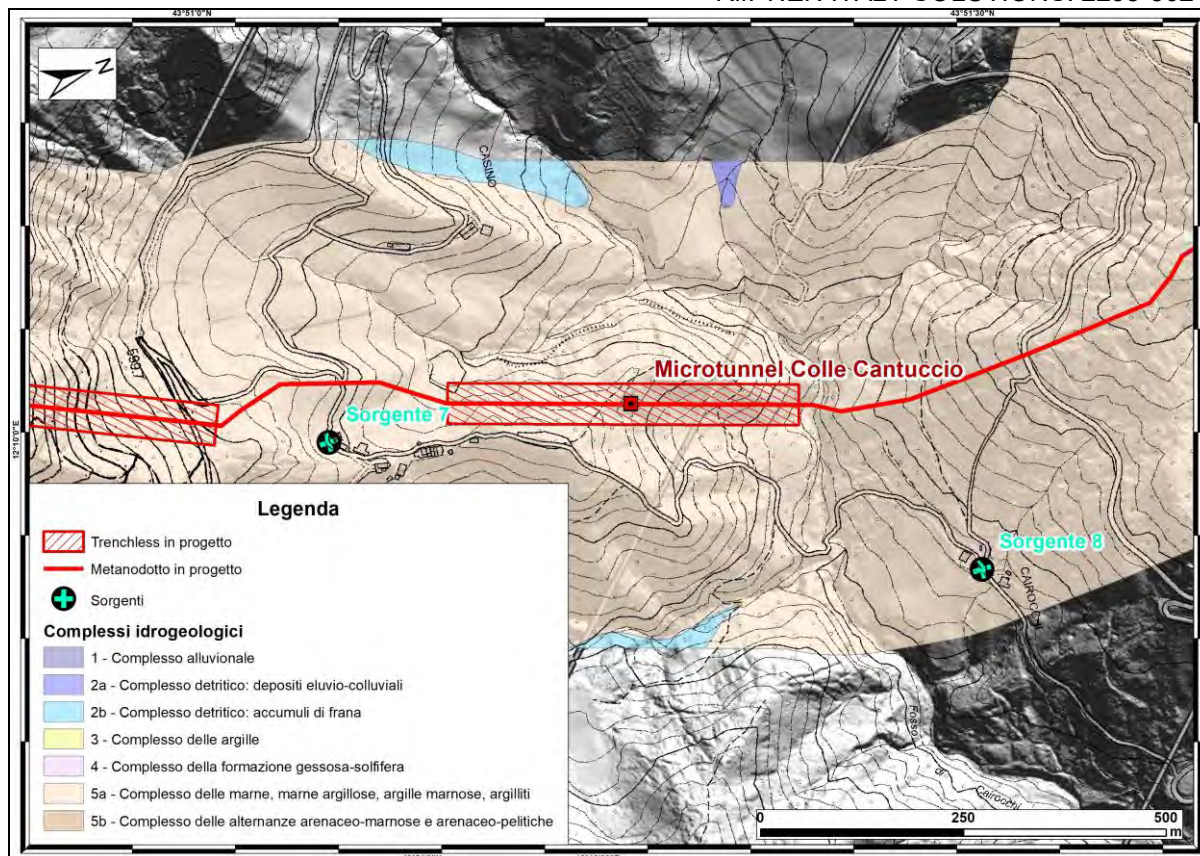 43°51'0"N
43°51'30"N
N
CASINO
589.7
Microtunnel Colle Cantuccio
Sorgente 7
12°10'0"E
Sorgente 8
CAIROCCHI
Fosso di Cairocchi
Legenda
Trenchless in progetto
Metanodotto in progetto
Sorgenti
Complessi idrogeologici
1 - Complesso alluvionale
2a - Complesso detritico: depositi eluvio-colluviali
2b - Complesso detritico: accumuli di frana
3 - Complesso delle argille
4 - Complesso della formazione gessosa-solfifera
5a - Complesso delle marne, marne argillose, argille marnose, argilliti
5b - Complesso delle alternanze arenaceo-marnose e arenaceo-pelitiche
0 250 500
m